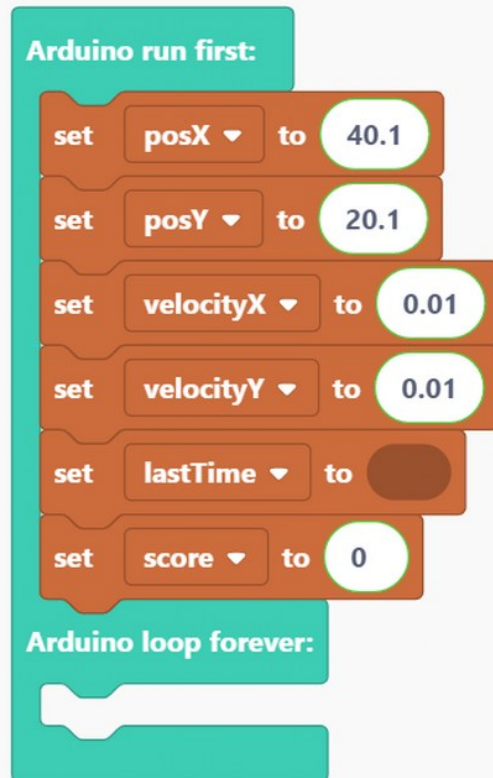 Arduino run first:
set posX to 40.1
set posY to 20.1
set velocityX to 0.01
set velocityY to 0.01
set lastTime to
set score to 0
Arduino loop forever: